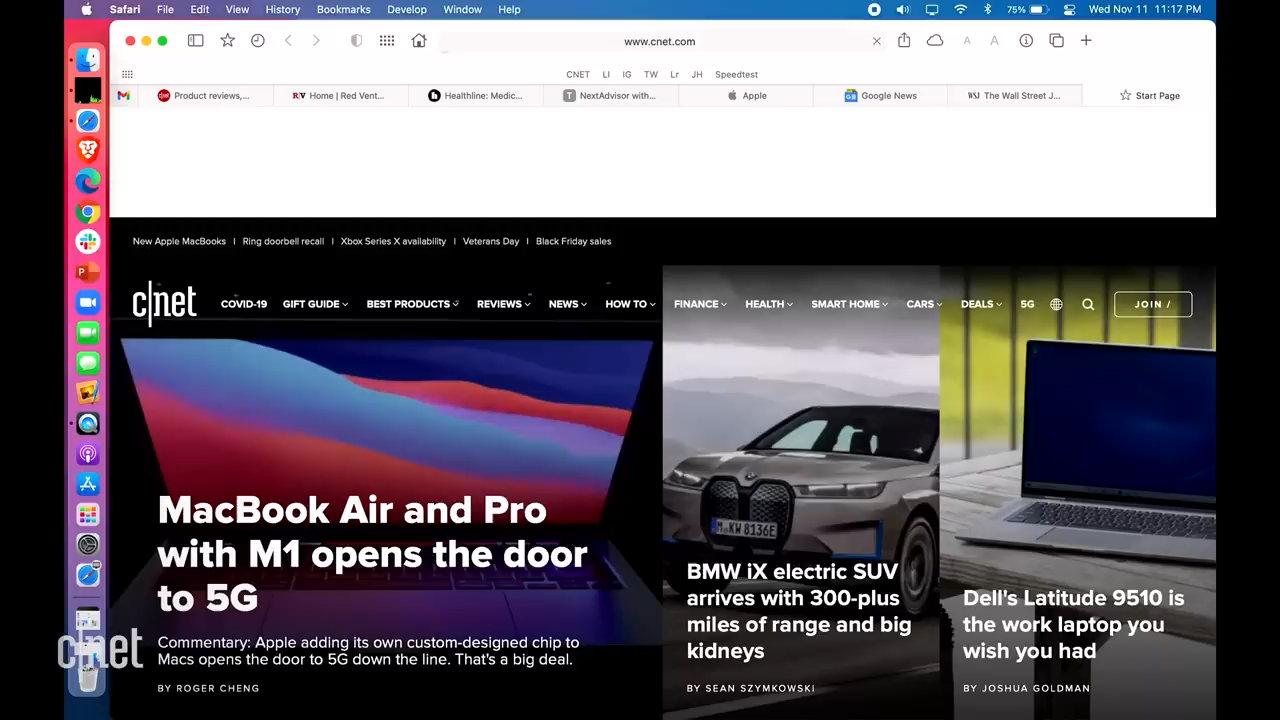 Safari File Edit View History Bookmarks Develop Window Help 75% Wed Nov 11 11:17 PM
www.cnet.com A A
CNET LI IG TW Lr JH Speedtest
Product reviews,... R/V Home | Red Vent... Healthline: Medic... T NextAdvisor with... Apple Google News WSJ The Wall Street J... Start Page
New Apple MacBooks | Ring doorbell recall | Xbox Series X availability | Veterans Day | Black Friday sales
c|net COVID-19 GIFT GUIDE BEST PRODUCTS REVIEWS NEWS HOW TO FINANCE HEALTH SMART HOME CARS DEALS 5G JOIN /
MacBook Air and Pro
with M1 opens the door
to 5G
Commentary: Apple adding its own custom-designed chip to
Macs opens the door to 5G down the line. That's a big deal.
BY ROGER CHENG
M·KW 8136E
BMW iX electric SUV
arrives with 300-plus
miles of range and big
kidneys
BY SEAN SZYMKOWSKI
Dell's Latitude 9510 is
the work laptop you
wish you had
BY JOSHUA GOLDMAN
c|net